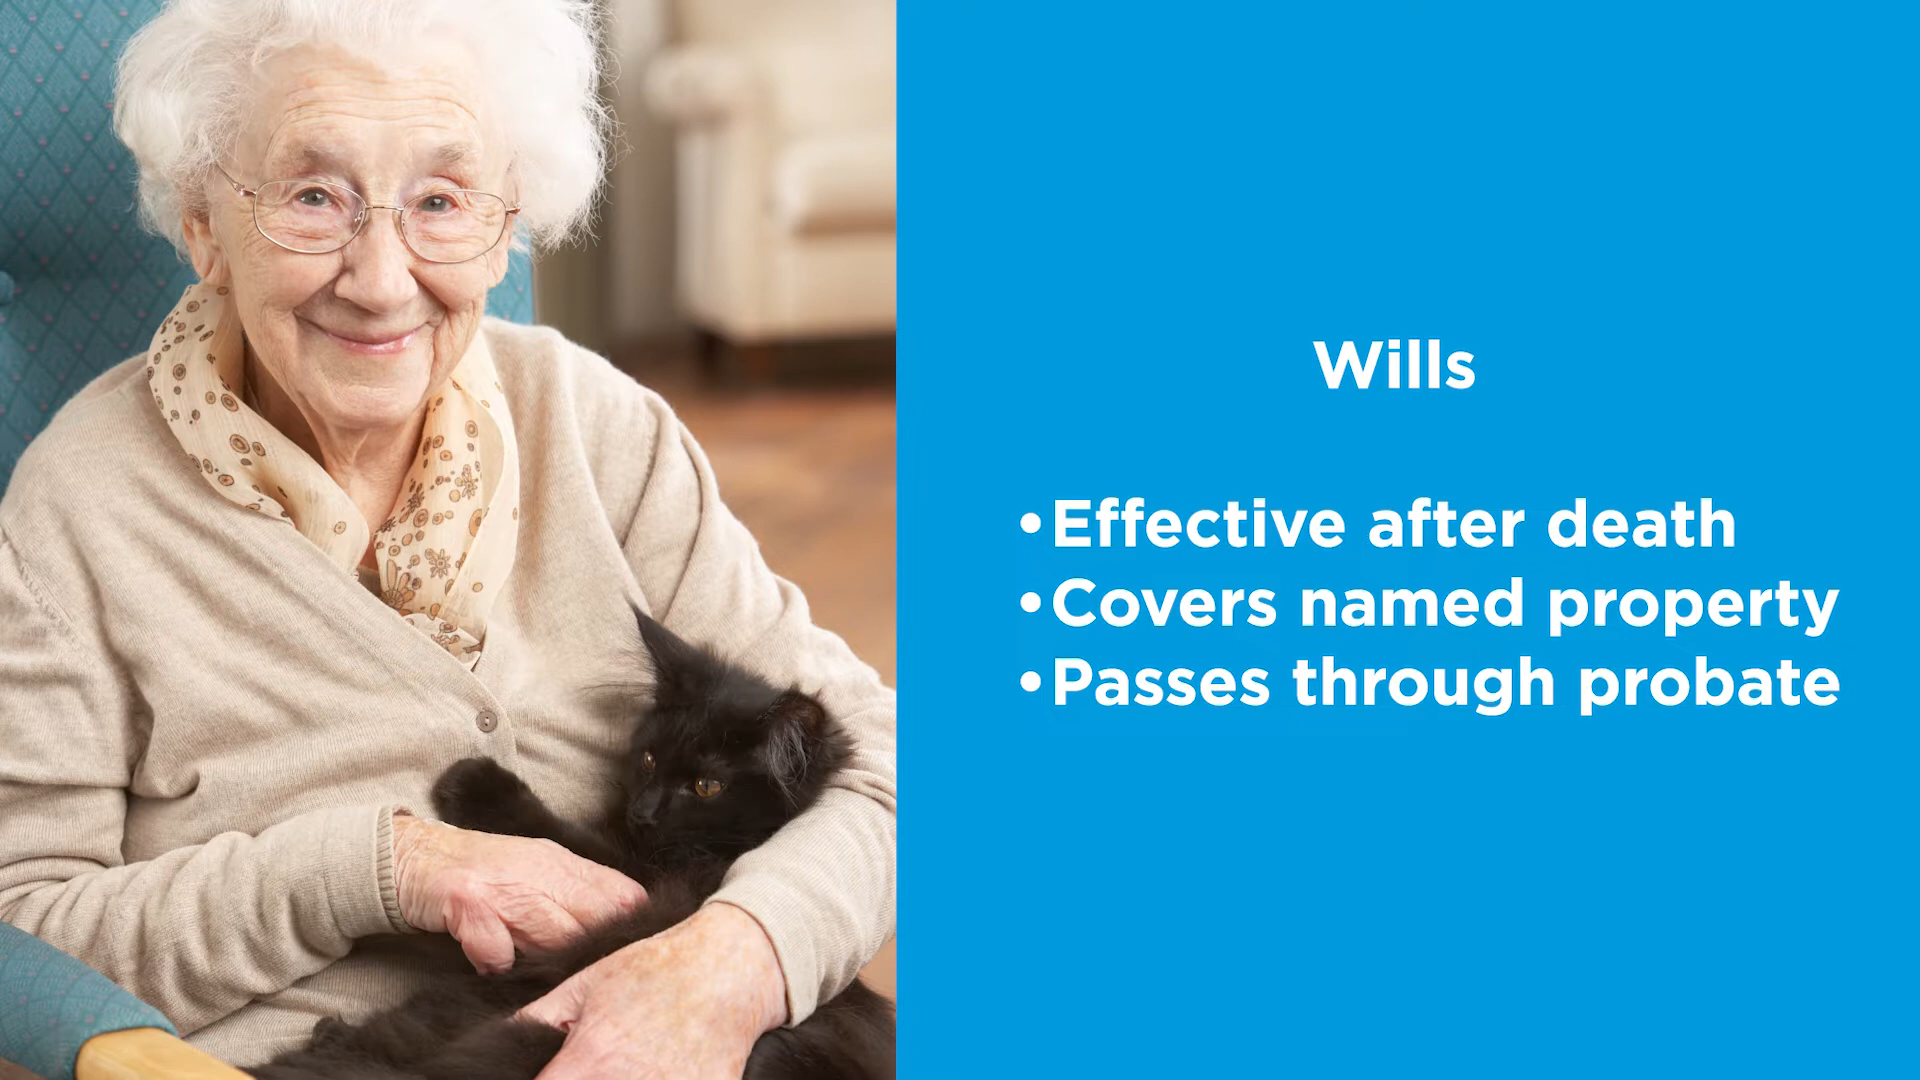 Wills
•Effective after death
•Covers named property
•Passes through probate